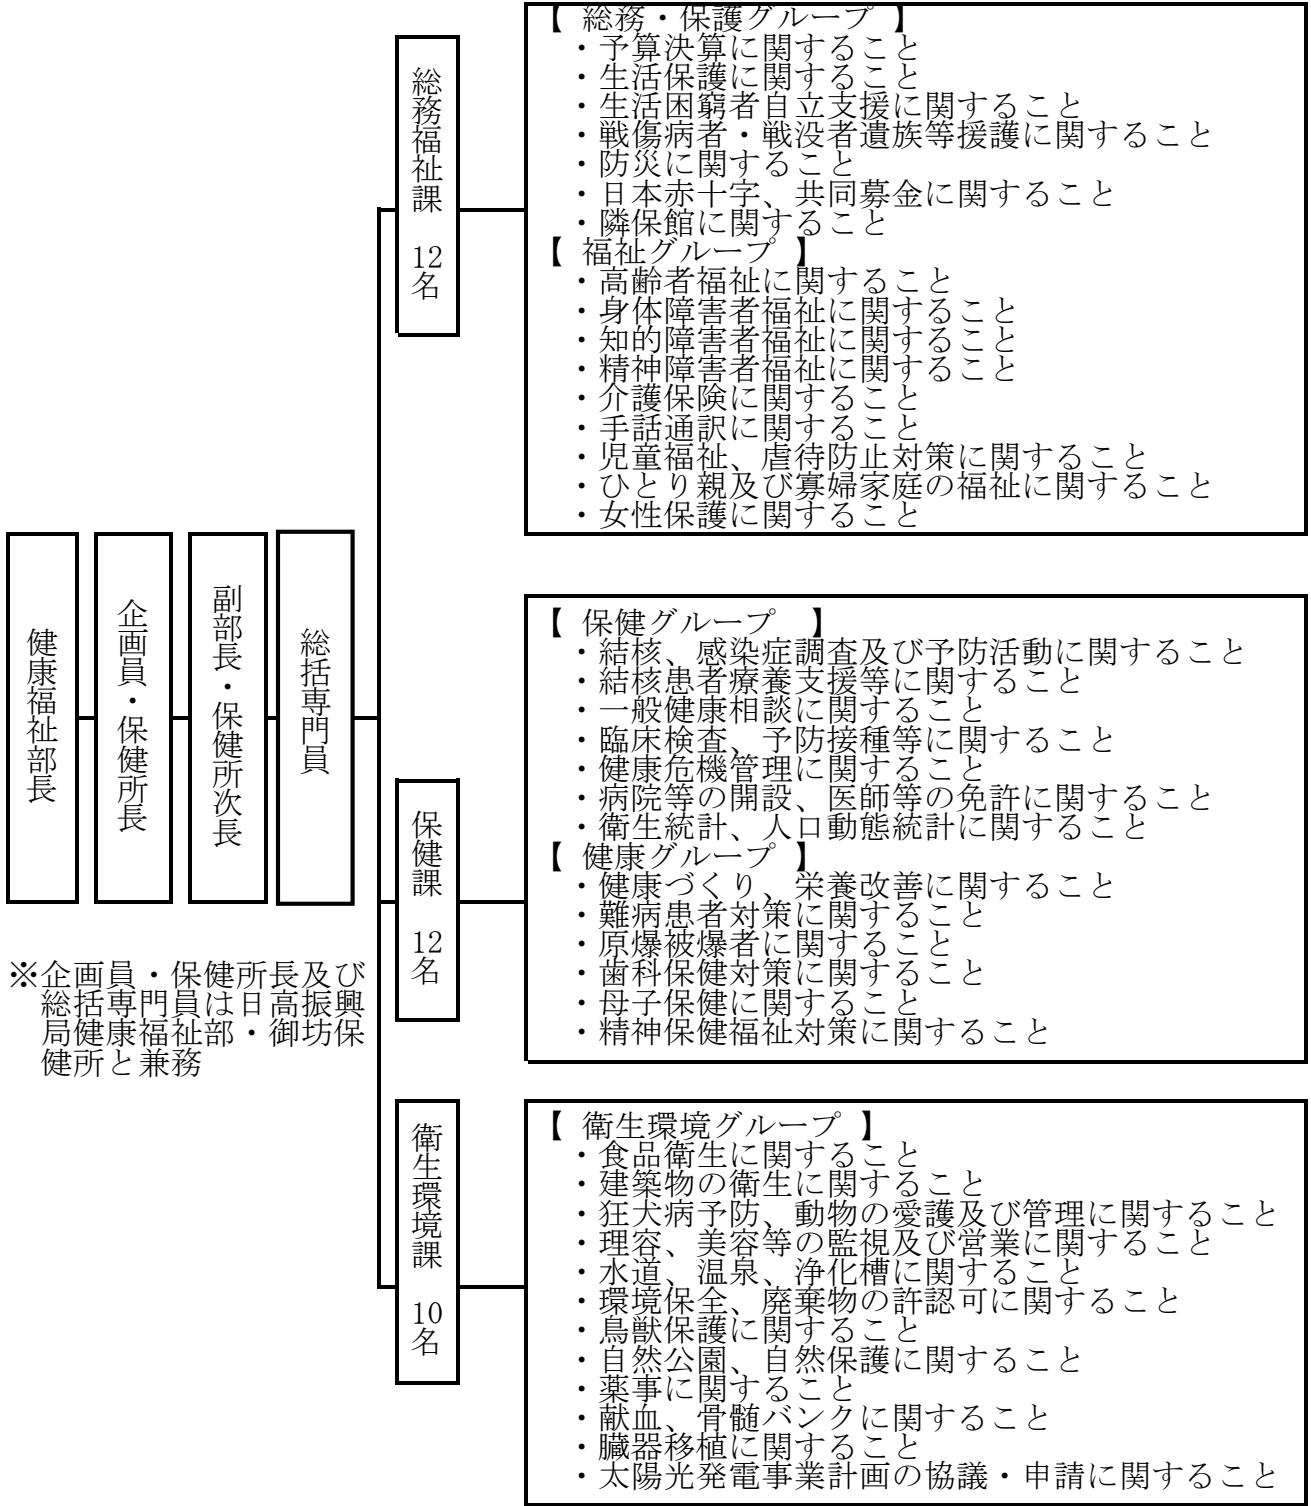 健康福祉部長
企画員・保健所長
副部長・保健所次長
総括専門員
※企画員・保健所長及び
総括専門員は日高振興
局健康福祉部・御坊保
健所と兼務
総務福祉課 12名
【 総務・保護グループ 】
・予算決算に関すること
・生活保護に関すること
・生活困窮者自立支援に関すること
・戦傷病者・戦没者遺族等援護に関すること
・防災に関すること
・日本赤十字、共同募金に関すること
・隣保館に関すること
【 福祉グループ 】
・高齢者福祉に関すること
・身体障害者福祉に関すること
・知的障害者福祉に関すること
・精神障害者福祉に関すること
・介護保険に関すること
・手話通訳に関すること
・児童福祉、虐待防止対策に関すること
・ひとり親及び寡婦家庭の福祉に関すること
・女性保護に関すること
保健課 12名
【 保健グループ 】
・結核、感染症調査及び予防活動に関すること
・結核患者療養支援等に関すること
・一般健康相談に関すること
・臨床検査、予防接種等に関すること
・健康危機管理に関すること
・病院等の開設、医師等の免許に関すること
・衛生統計、人口動態統計に関すること
【 健康グループ 】
・健康づくり、栄養改善に関すること
・難病患者対策に関すること
・原爆被爆者に関すること
・歯科保健対策に関すること
・母子保健に関すること
・精神保健福祉対策に関すること
衛生環境課 10名
【 衛生環境グループ 】
・食品衛生に関すること
・建築物の衛生に関すること
・狂犬病予防、動物の愛護及び管理に関すること
・理容、美容等の監視及び営業に関すること
・水道、温泉、浄化槽に関すること
・環境保全、廃棄物の許認可に関すること
・鳥獣保護に関すること
・自然公園、自然保護に関すること
・薬事に関すること
・献血、骨髄バンクに関すること
・臓器移植に関すること
・太陽光発電事業計画の協議・申請に関すること